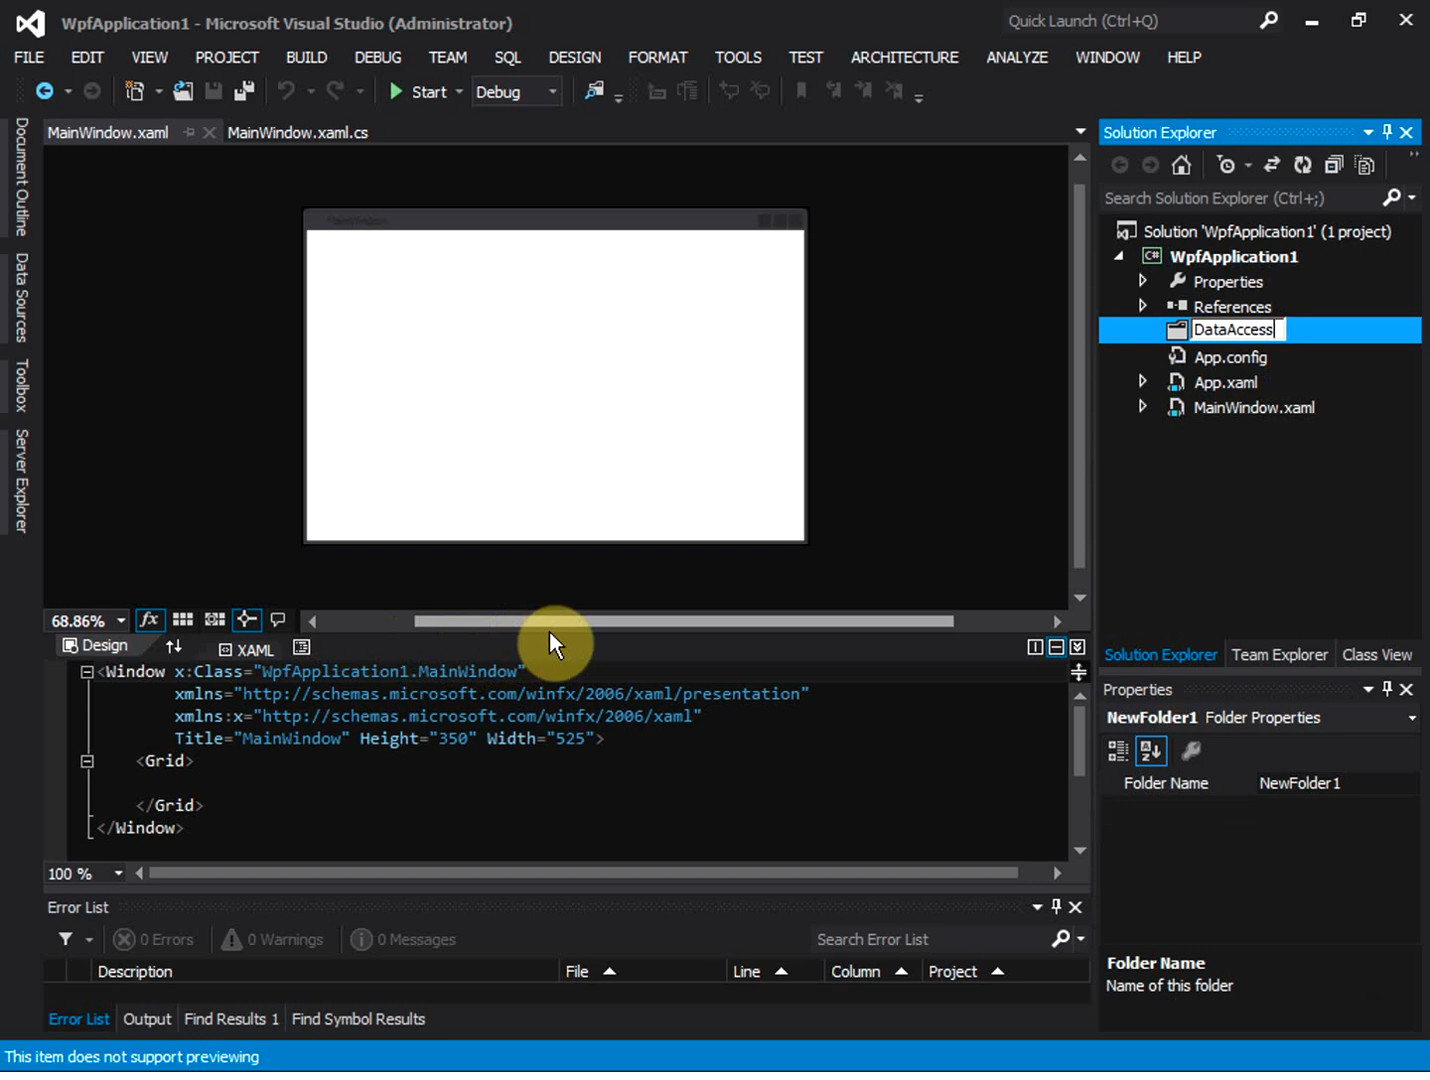 WpfApplication1 - Microsoft Visual Studio (Administrator)
Quick Launch (Ctrl+Q)
FILE EDIT VIEW PROJECT BUILD DEBUG TEAM SQL DESIGN FORMAT TOOLS TEST ARCHITECTURE ANALYZE WINDOW HELP
Start Debug
Document Outline
Data Sources
Toolbox
Server Explorer
MainWindow.xaml MainWindow.xaml.cs
MainWindow
68.86% fx
Design XAML
<Window x:Class="WpfApplication1.MainWindow"
xmlns="http://schemas.microsoft.com/winfx/2006/xaml/presentation"
xmlns:x="http://schemas.microsoft.com/winfx/2006/xaml"
Title="MainWindow" Height="350" Width="525">
<Grid>
</Grid>
</Window>
100 %
Error List
0 Errors 0 Warnings 0 Messages Search Error List
Description File Line Column Project
Error List Output Find Results 1 Find Symbol Results
Solution Explorer
Search Solution Explorer (Ctrl+;)
Solution 'WpfApplication1' (1 project)
C# WpfApplication1
Properties
References
DataAccess
App.config
App.xaml
MainWindow.xaml
Solution Explorer Team Explorer Class View
Properties
NewFolder1 Folder Properties
Folder Name NewFolder1
Folder Name
Name of this folder
This item does not support previewing